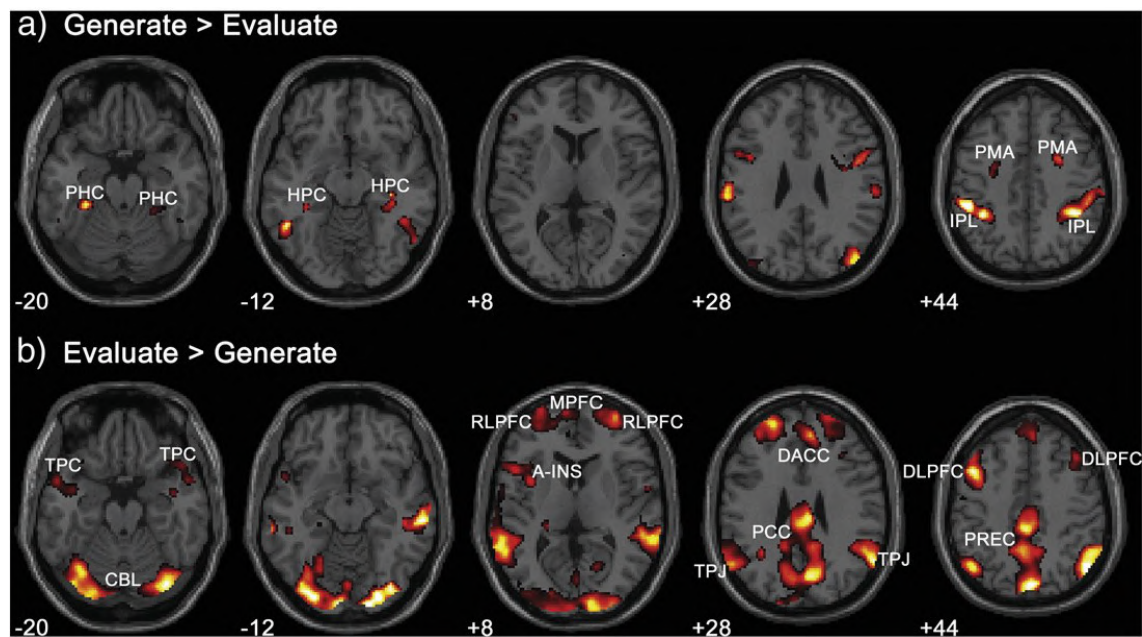 a) Generate > Evaluate
PHC PHC
HPC HPC
PMA PMA
IPL IPL
-20 -12 +8 +28 +44
b) Evaluate > Generate
TPC TPC
CBL
RLPFC MPFC RLPFC
A-INS
DACC
PCC
TPJ TPJ
DLPFC DLPFC
PREC
-20 -12 +8 +28 +44